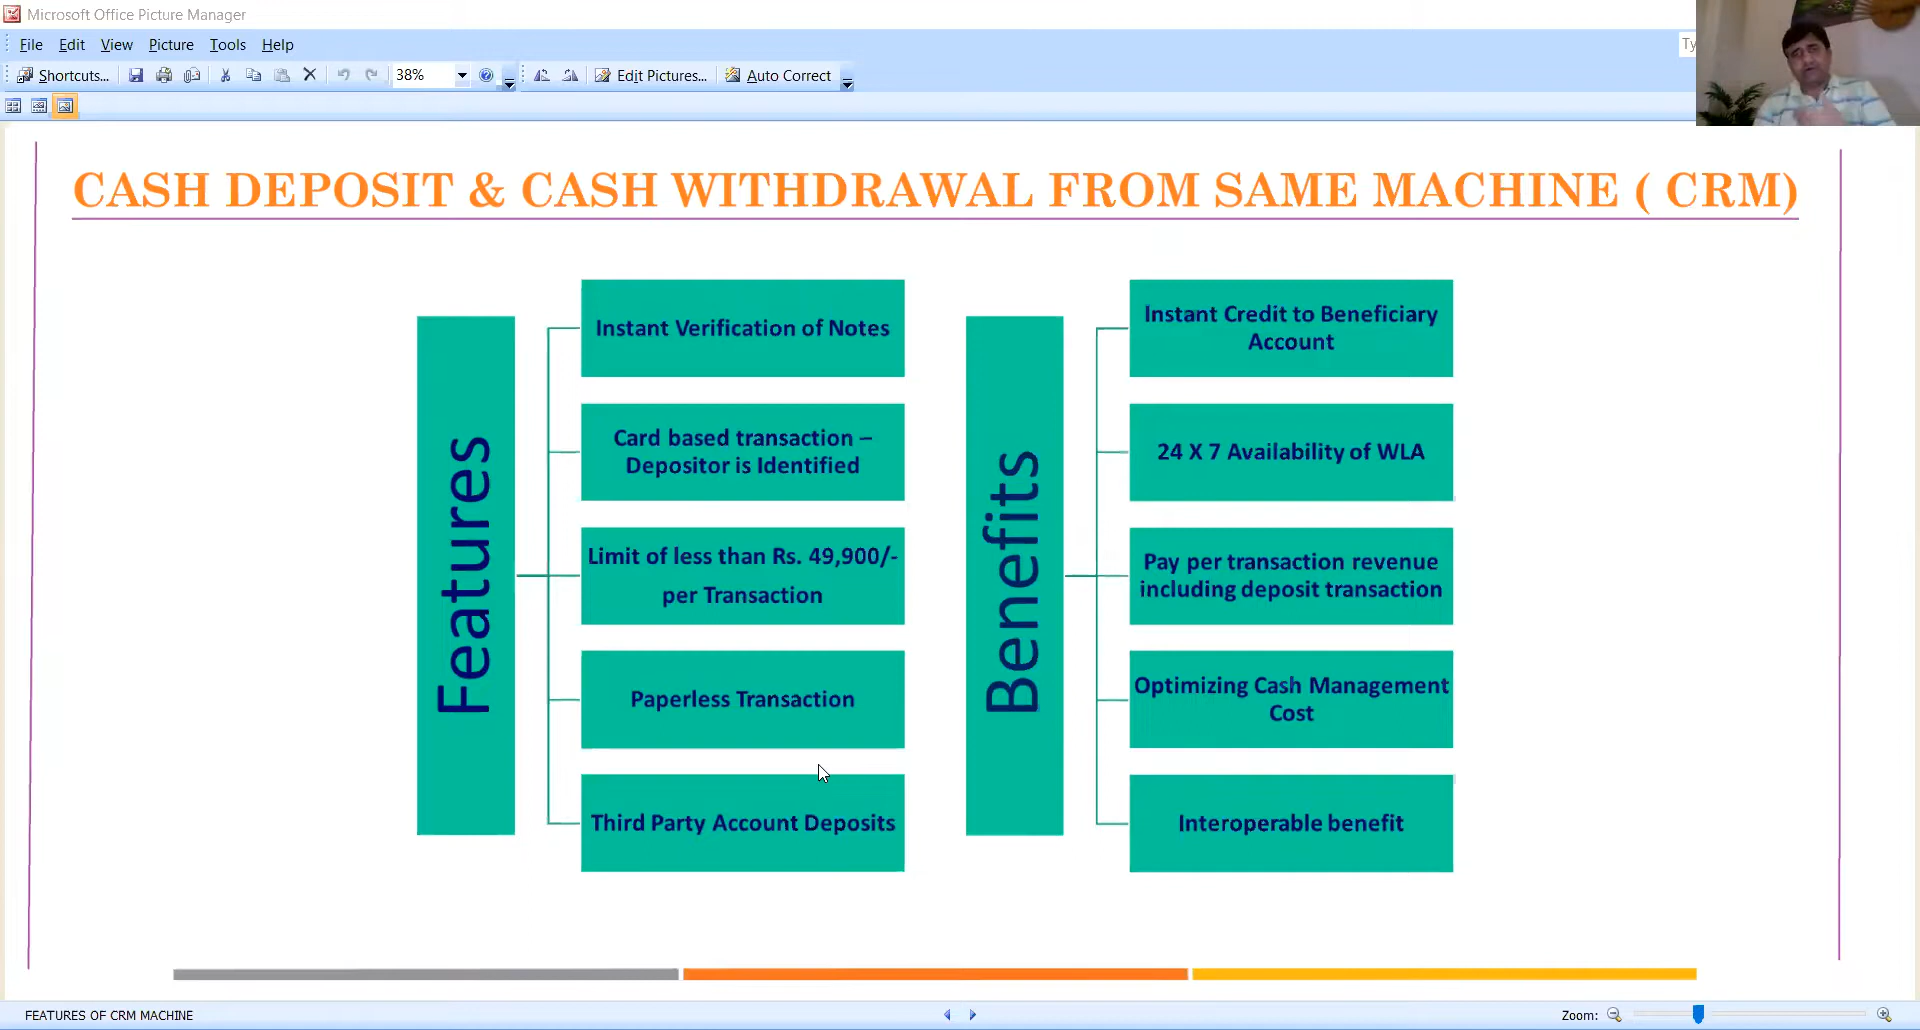 Microsoft Office Picture Manager
File Edit View Picture Tools Help
Ty
Shortcuts... 38% Edit Pictures... Auto Correct
CASH DEPOSIT & CASH WITHDRAWAL FROM SAME MACHINE ( CRM)
Features
Instant Verification of Notes
Card based transaction –
Depositor is Identified
Limit of less than Rs. 49,900/-
per Transaction
Paperless Transaction
Third Party Account Deposits
Benefits
Instant Credit to Beneficiary
Account
24 X 7 Availability of WLA
Pay per transaction revenue
including deposit transaction
Optimizing Cash Management
Cost
Interoperable benefit
FEATURES OF CRM MACHINE
Zoom: